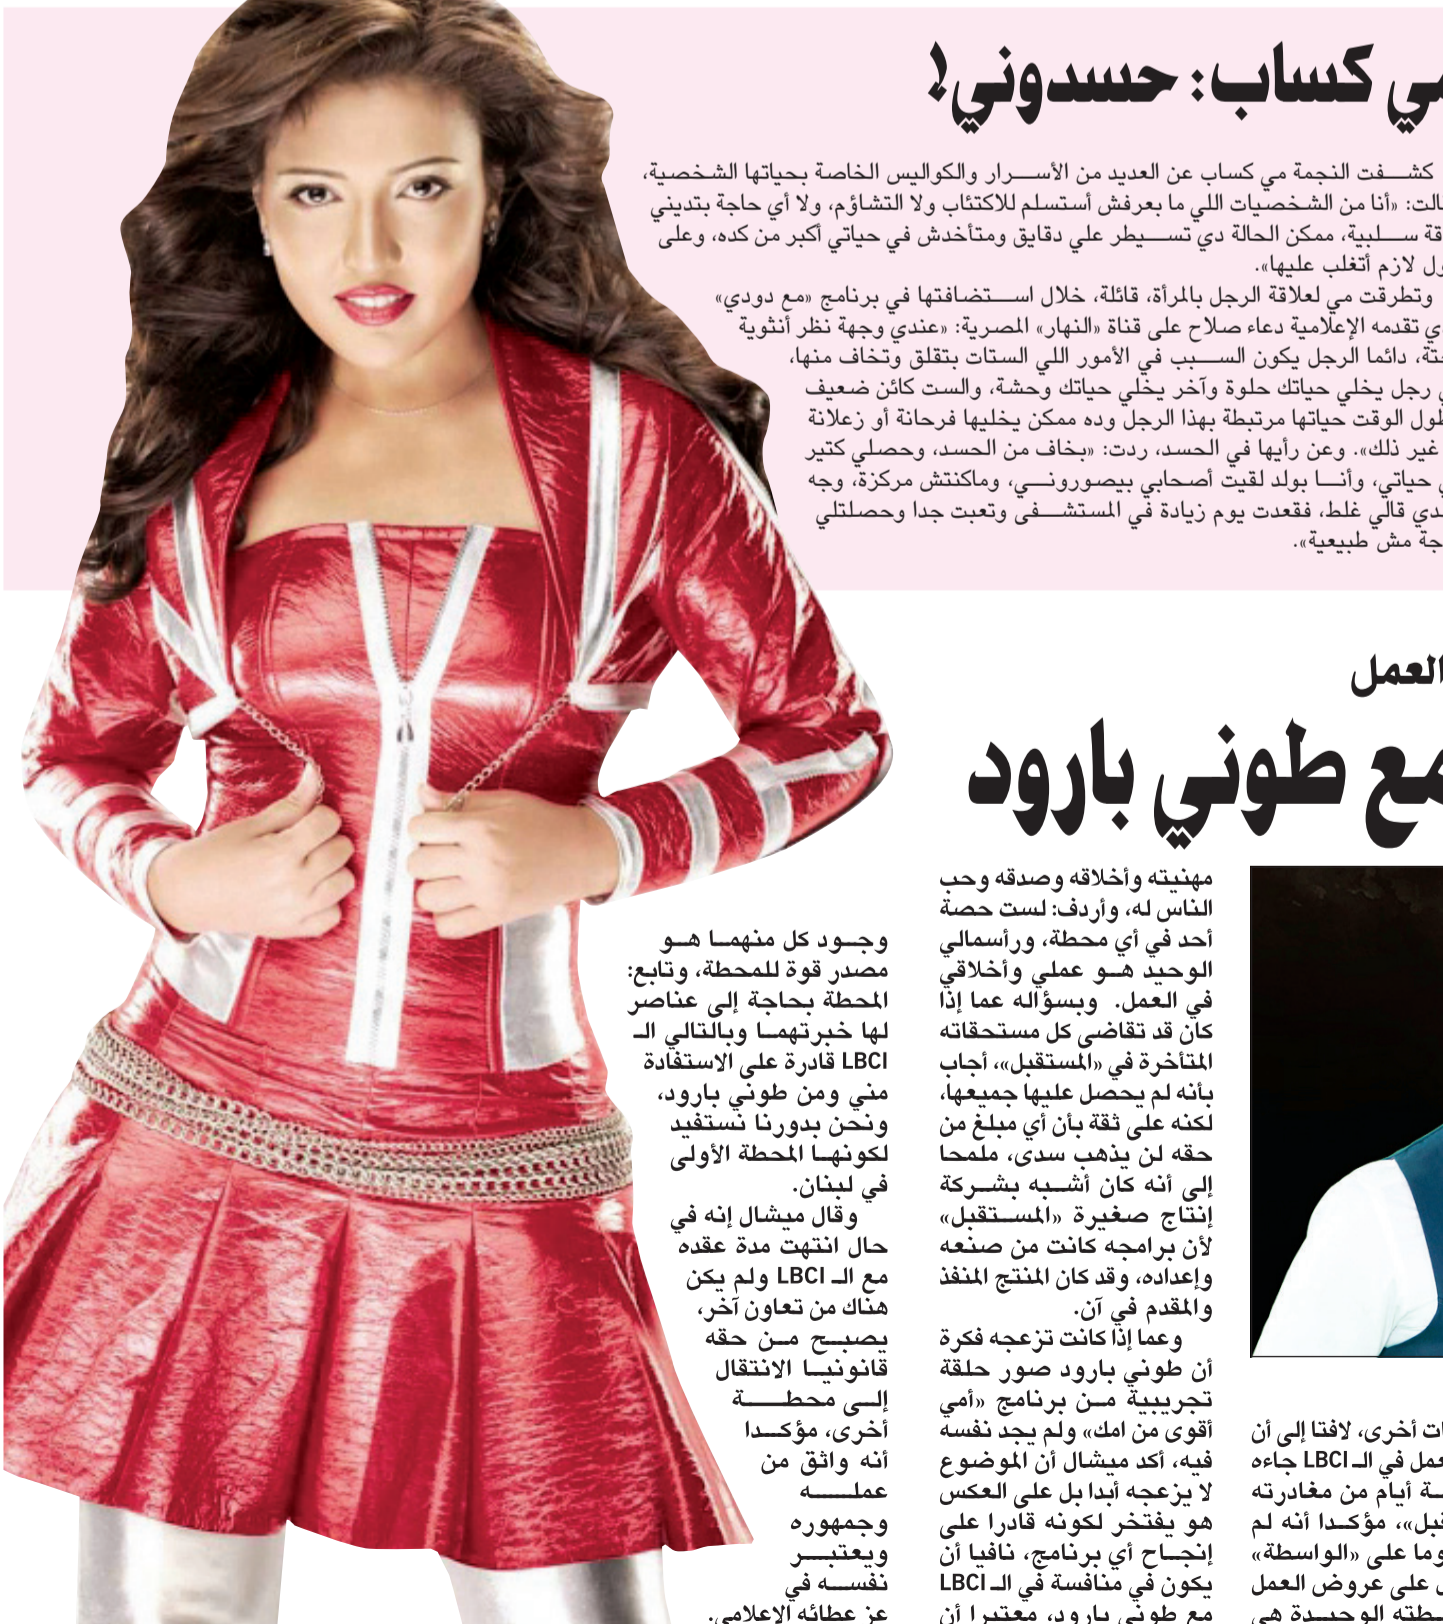 مي كساب: حسدوني!
كشفت النجمة مي كساب عن العديد من الأسرار والكواليس الخاصة بحياتها الشخصية،
«أنا من الشخصيات اللي ما بعرفش أستسلم للاكتئاب ولا التشاؤم، ولا أي حاجة بتديني
سلبية، ممكن الحالة دي تسيطر علي دقايق ومتأخدش في حياتي أكبر من كده، وعلى
لازم أتغلب عليها».
وتطرقت مي لعلاقة الرجل بالمرأة، قائلة، خلال استضافتها في برنامج «مع دودي»
تقدمه الإعلامية دعاء صلاح على قناة «النهار» المصرية: «عندي وجهة نظر أنثوية
دائما الرجل يكون السبب في الأمور اللي الستات بتقلق وتخاف منها،
رجل يخلي حياتك حلوة وآخر يخلي حياتك وحشة، والست كائن ضعيف
طول الوقت حياتها مرتبطة بهذا الرجل وده ممكن يخليها فرحانة أو زعلانة
غير ذلك». وعن رأيها في الحسد، ردت: «بخاف من الحسد، وحصلي كتير
حياتي، وأنا بولد لقيت أصحابي بيصوروني، وماكنتش مركزة، وجه
قالي غلط، فقعدت يوم زيادة في المستشفى وتعبت جدا وحصلتلي
مش طبيعية».
العمل
مع طوني بارود
ات أخرى، لافتا إلى أن
في الـ LBCI جاءه
أيام من مغادرته
مؤكدا أنه لم
وما على «الواسطة»
على عروض العمل
الوحيدة هي
مهنيته وأخلاقه وصدقه وحب
الناس له، وأردف: لست حصة
أحد في أي محطة، ورأسمالي
الوحيد هو عملي وأخلاقي
في العمل. وبسؤاله عما إذا
كان قد تقاضى كل مستحقاته
المتأخرة في «المستقبل»، أجاب
بأنه لم يحصل عليها جميعها،
لكنه على ثقة بأن أي مبلغ من
حقه لن يذهب سدى، ملمحا
إلى أنه كان أشبه بشركة
إنتاج صغيرة «المستقبل»
لأن برامجه كانت من صنعه
وإعداده، وقد كان المنتج المنفذ
والمقدم في آن.
وعما إذا كانت تزعجه فكرة
أن طوني بارود صور حلقة
تجريبية من برنامج «أمي
أقوى من امك» ولم يجد نفسه
فيه، أكد ميشال أن الموضوع
لا يزعجه أبدا بل على العكس
هو يفتخر لكونه قادرا على
إنجاح أي برنامج، نافيا أن
يكون في منافسة في الـ LBCI
مع طوني بارود، معتبرا أن
وجود كل منهما هو
مصدر قوة للمحطة، وتابع:
المحطة بحاجة إلى عناصر
لها خبرتهما وبالتالي الـ
LBCI قادرة على الاستفادة
مني ومن طوني بارود،
ونحن بدورنا نستفيد
لكونها المحطة الأولى
في لبنان.
وقال ميشال إنه في
حال انتهت مدة عقده
مع الـ LBCI ولم يكن
هناك من تعاون آخر،
يصبح من حقه
قانونيا الانتقال
إلى محطة
أخرى، مؤكدا
أنه واثق من
عمله
وجمهوره
ويعتبر
نفسه في
عز عطائه الإعلامي.